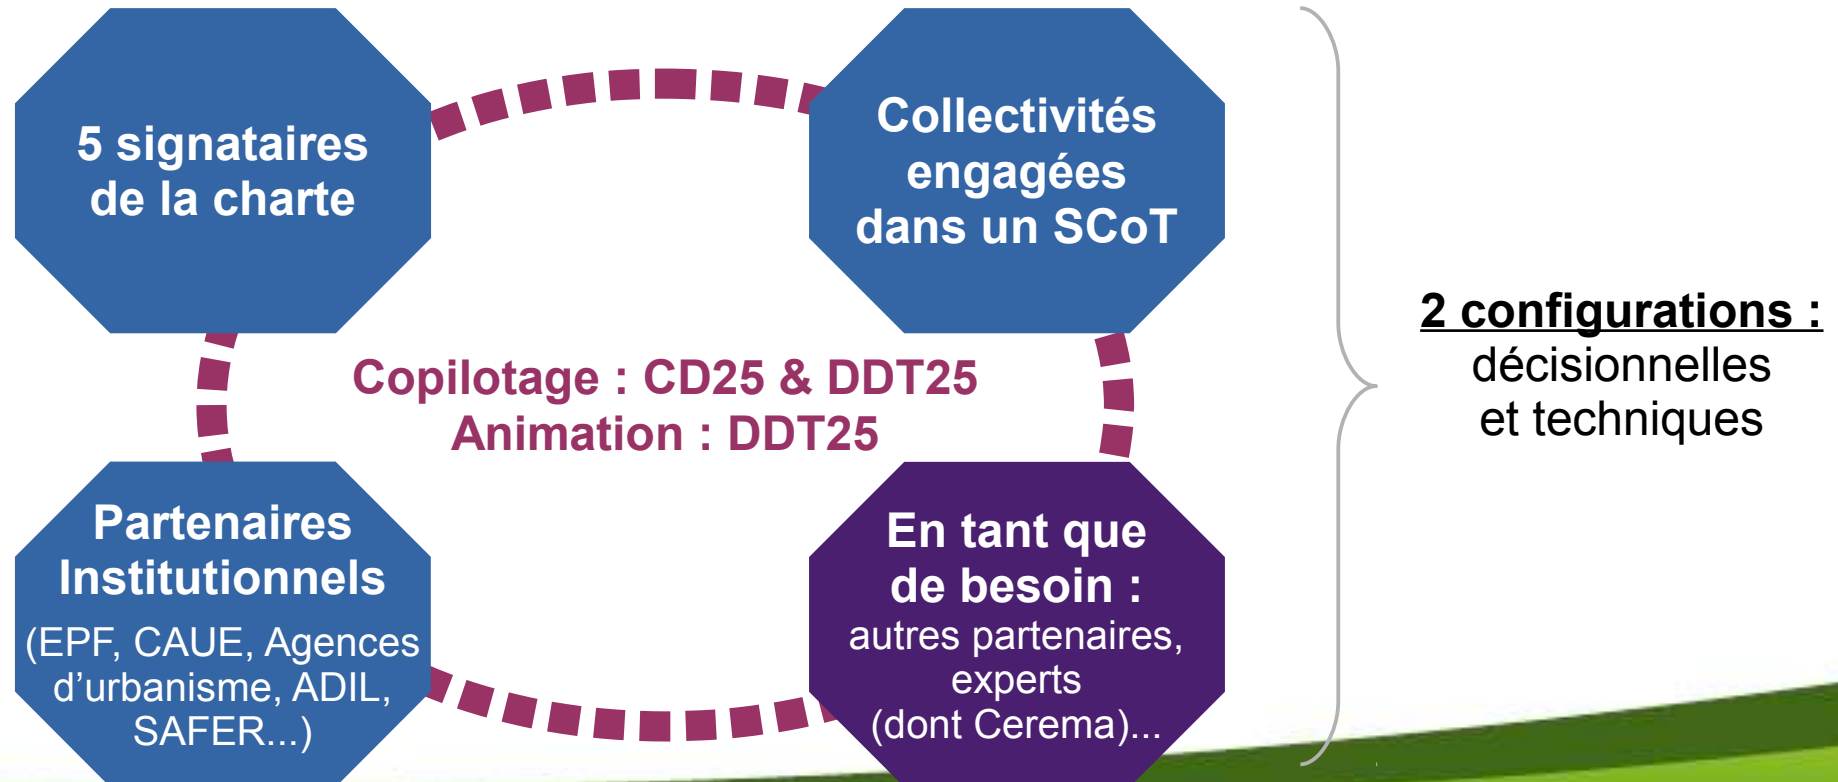 5 signataires
de la charte
Collectivités
engagées
dans un SCoT
Copilotage : CD25 & DDT25
Animation : DDT25
Partenaires
Institutionnels
(EPF, CAUE, Agences
d’urbanisme, ADIL,
SAFER...)
En tant que
de besoin :
autres partenaires,
experts
(dont Cerema)...
2 configurations :
décisionnelles
et techniques